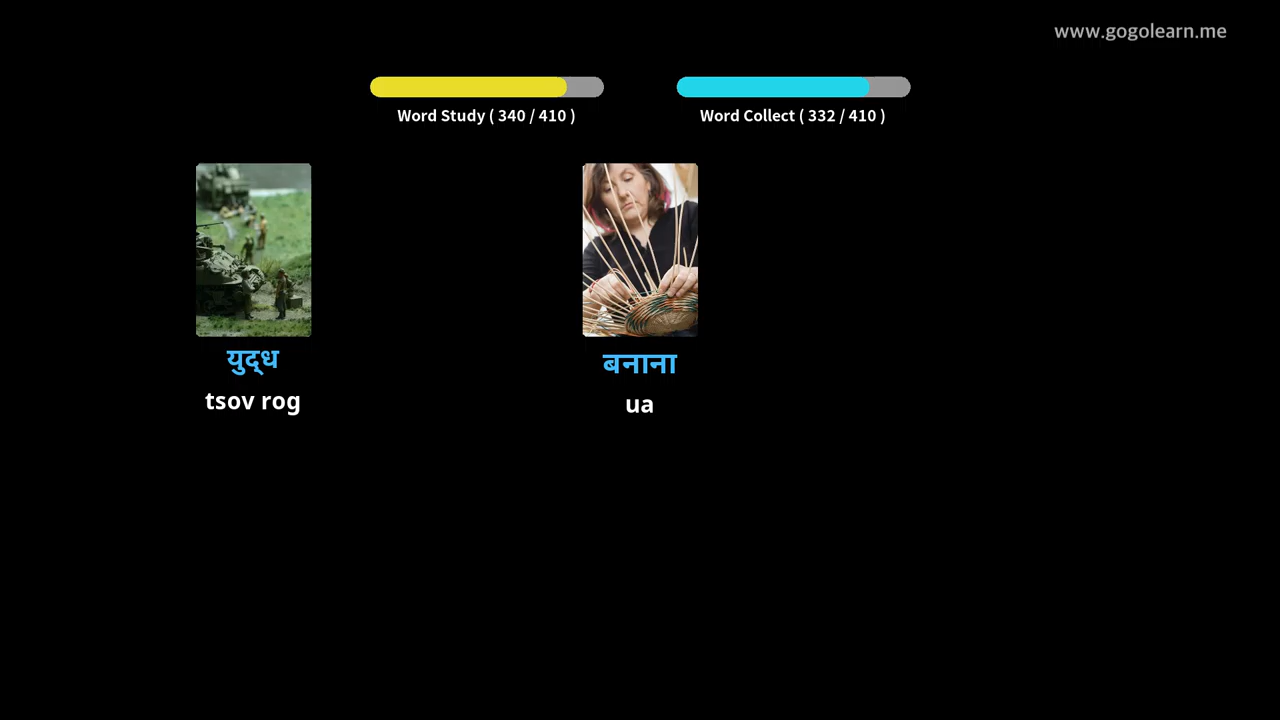 www.gogolearn.me
Word Study ( 340 / 410 )
Word Collect ( 332 / 410 )
युद्ध
tsov rog
बनाना
ua